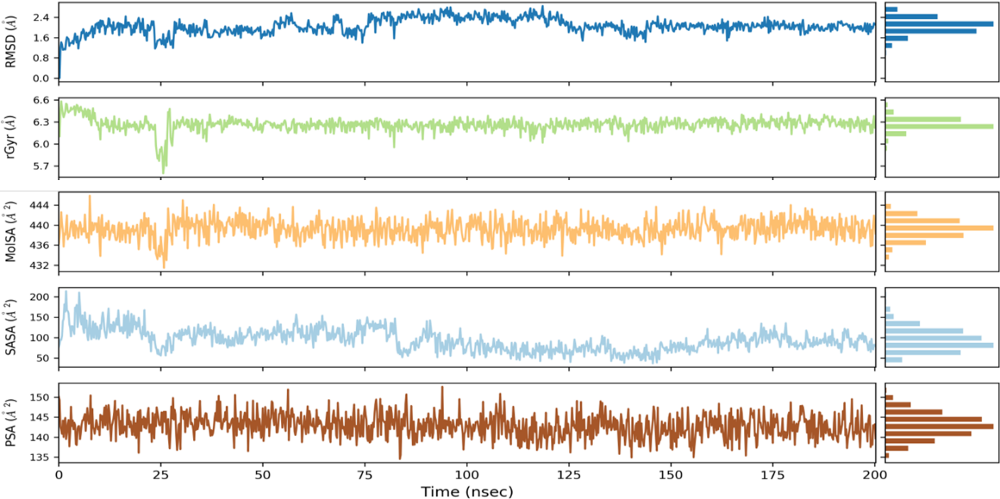 RMSD (Å)
2.4
1.6
0.8
0.0
rGyr (Å)
6.6
6.3
6.0
5.7
MolSA (Å²)
444
440
436
432
SASA (Å²)
200
150
100
50
PSA (Å²)
150
145
140
135
0 25 50 75 100 125 150 175 200
Time (nsec)